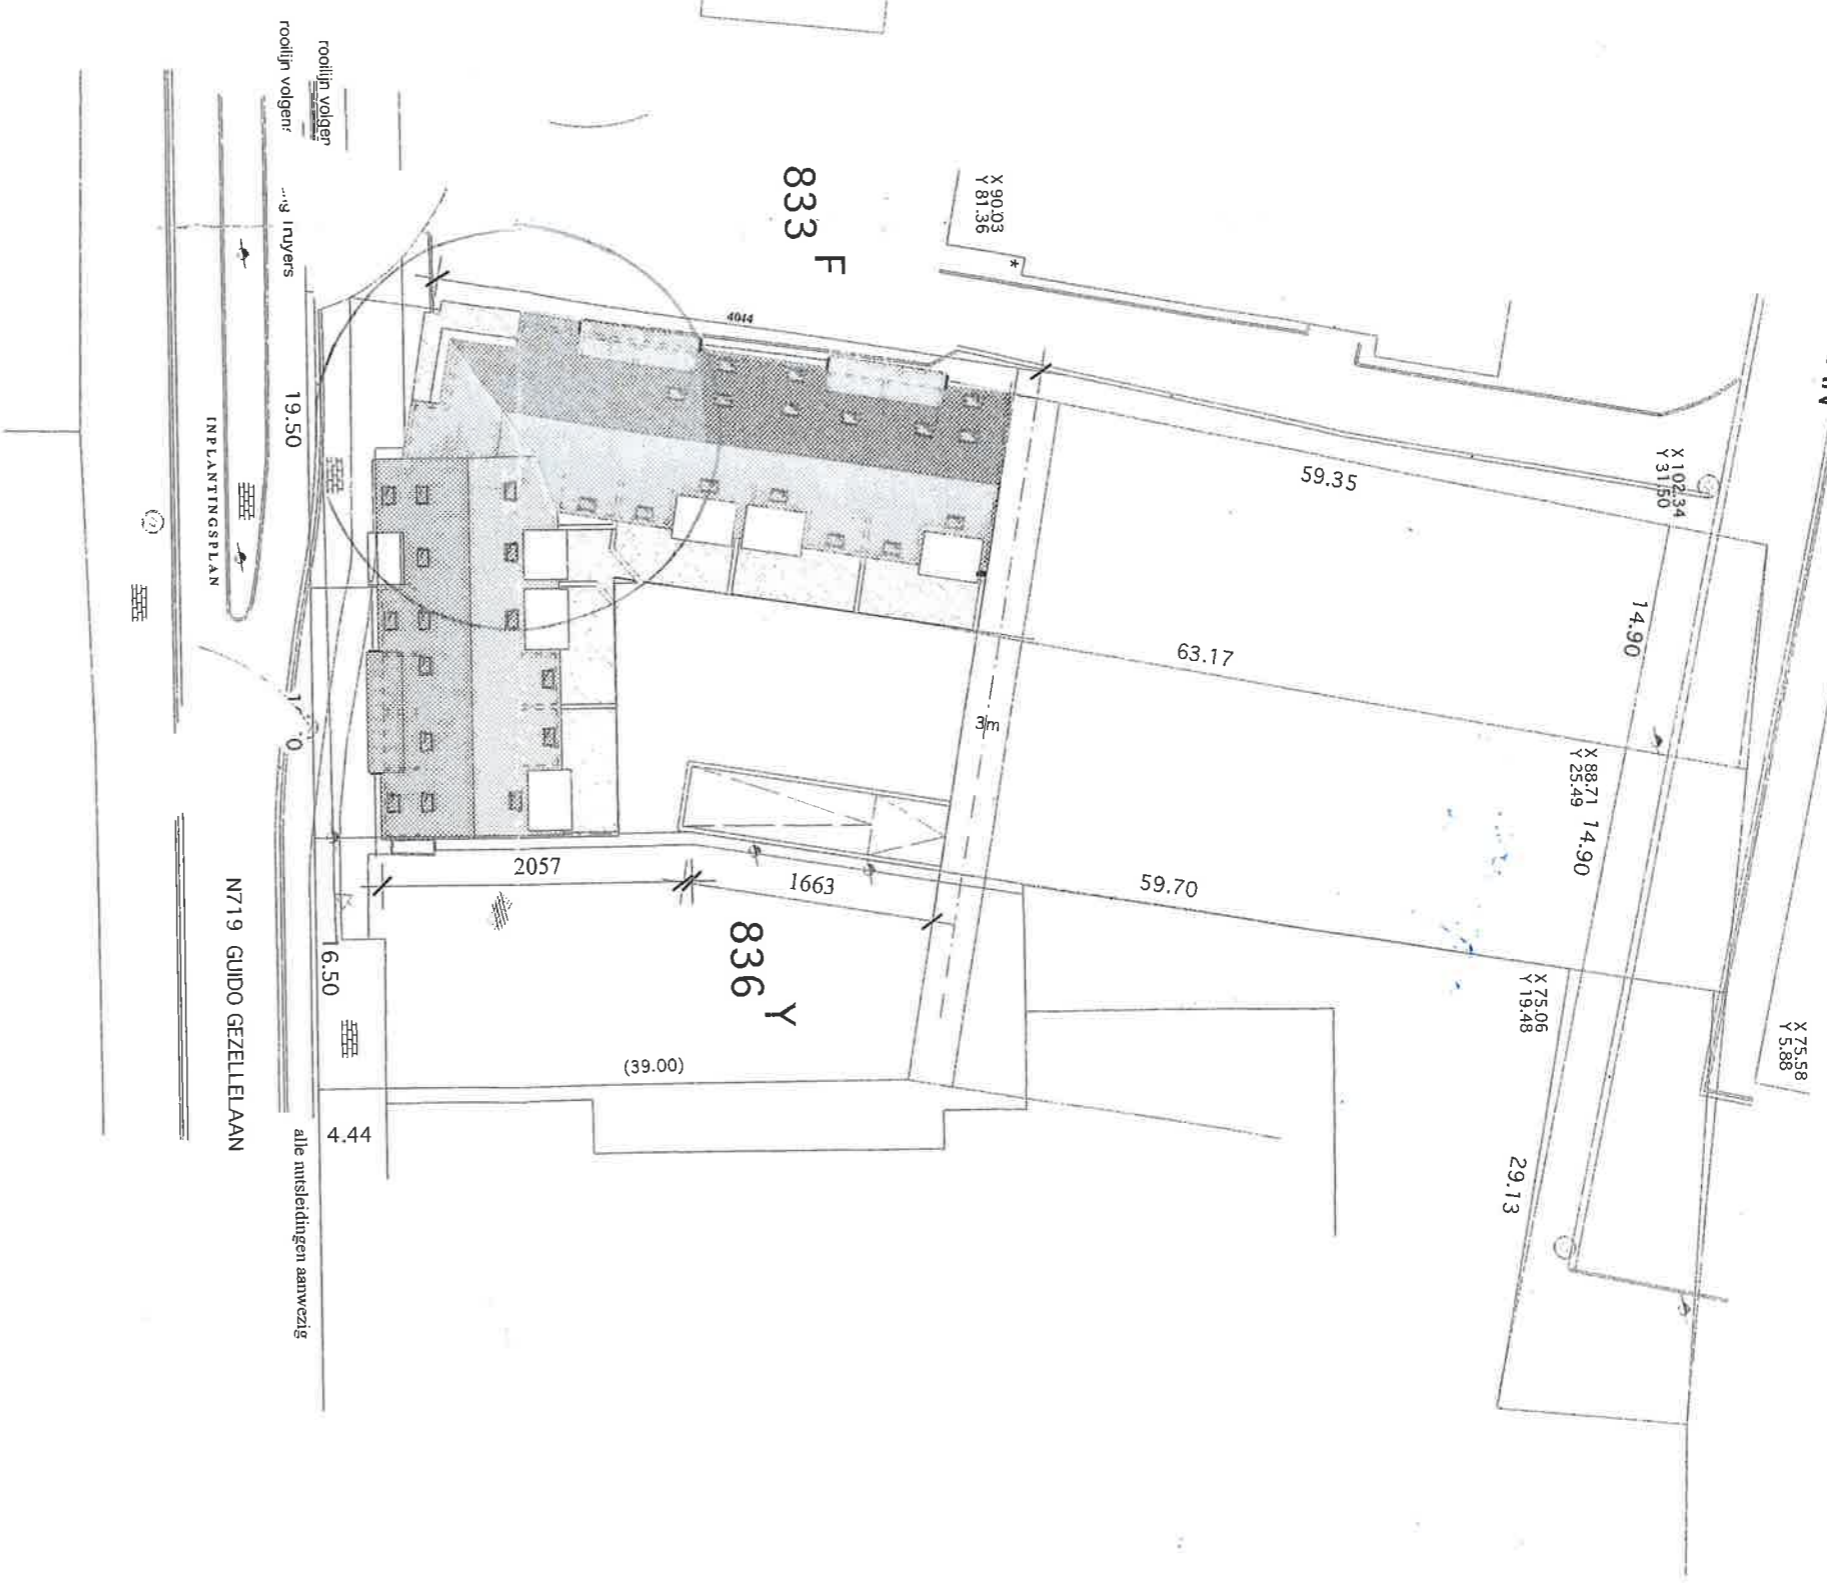 rooilijn volgen
rooilijn volgens
19.50
INPLANTINGSPLAN
N719 GUIDO GEZELLELAAN
16.50
4.44
alle nutsleidingen aanwezig
833 F
4044
X 90.03
Y 81.36
59.35
X 102.34
Y 31.50
14.90
63.17
3m
X 88.71
Y 25.49
14.90
2057
1663
59.70
836 Y
X 75.06
Y 19.48
X 75.58
Y 5.88
(39.00)
29.13